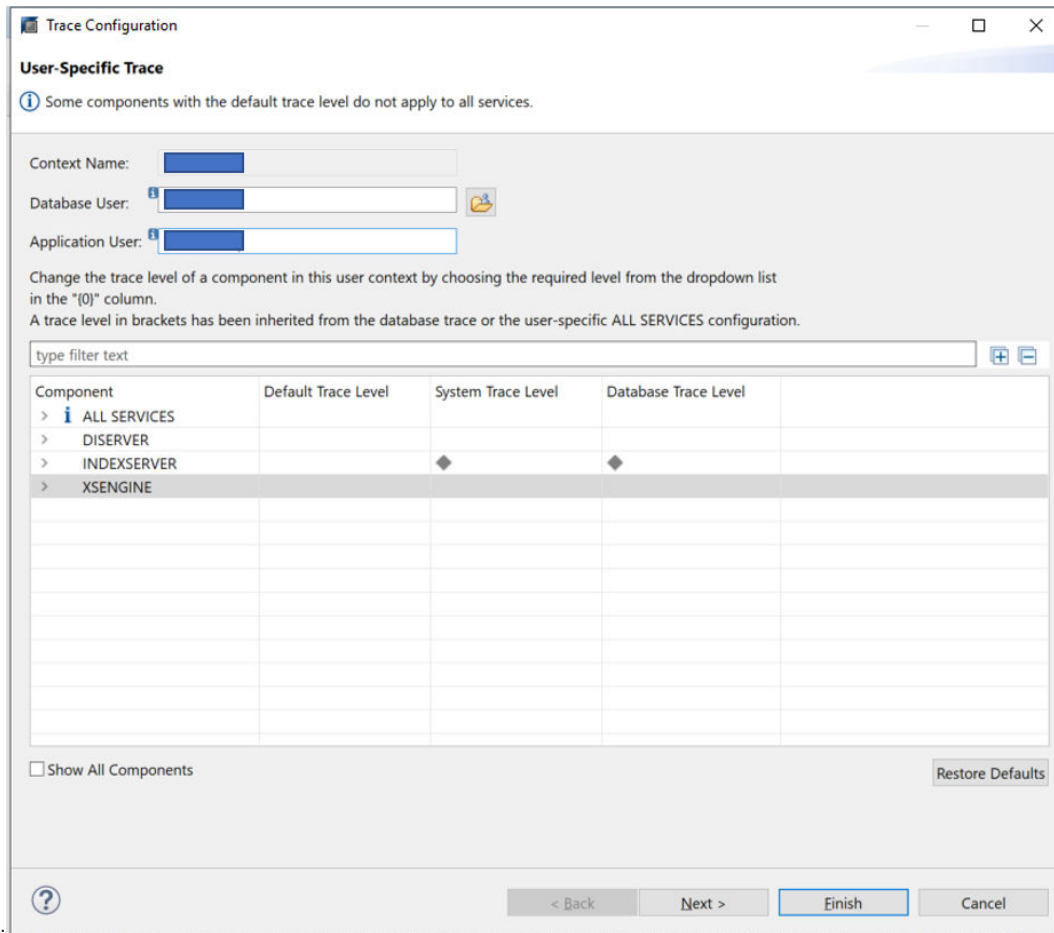 Trace Configuration
User-Specific Trace
Some components with the default trace level do not apply to all services.
Context Name:
Database User:
Application User:
Change the trace level of a component in this user context by choosing the required level from the dropdown list
in the "{0}" column.
A trace level in brackets has been inherited from the database trace or the user-specific ALL SERVICES configuration.
type filter text
Component Default Trace Level System Trace Level Database Trace Level
ALL SERVICES
DISERVER
INDEXSERVER
XSENGINE
Show All Components
Restore Defaults
< Back Next > Finish Cancel